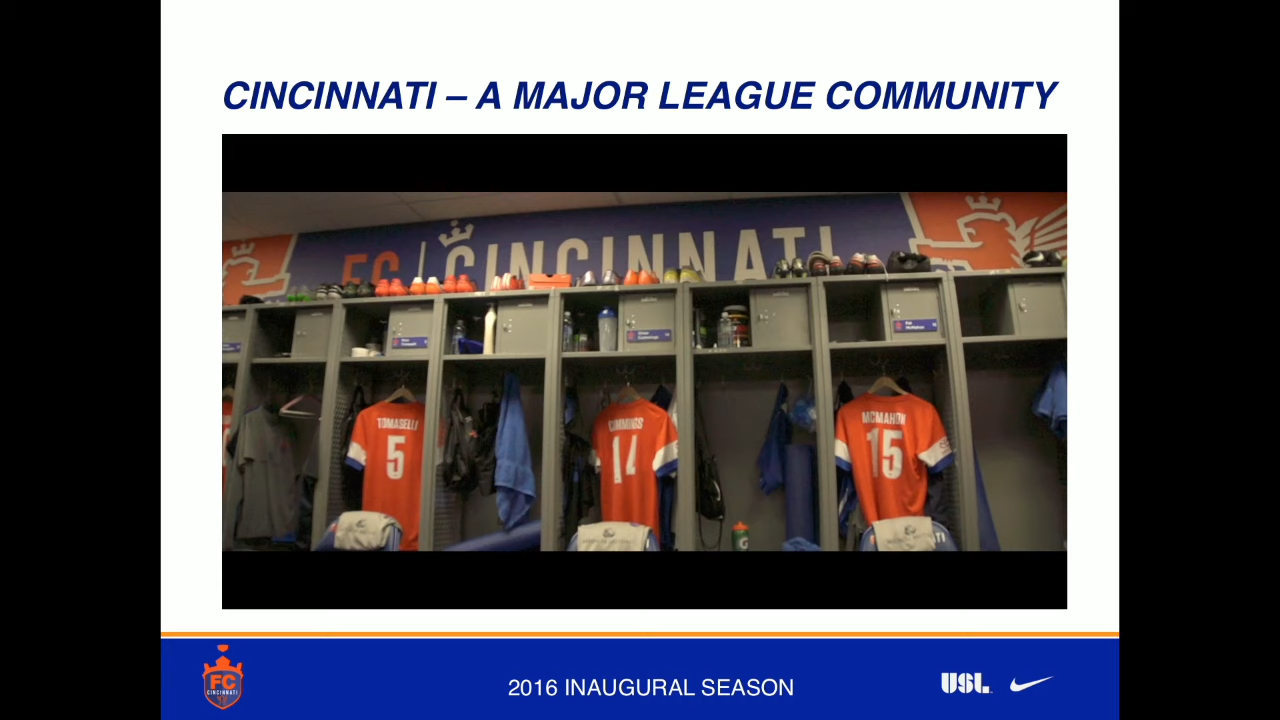 CINCINNATI – A MAJOR LEAGUE COMMUNITY
FC CINCINNATI
TOMASELLI
5
CUMMINGS
14
MCMAHON
15
G
FC
CINCINNATI
2016 INAUGURAL SEASON
USL